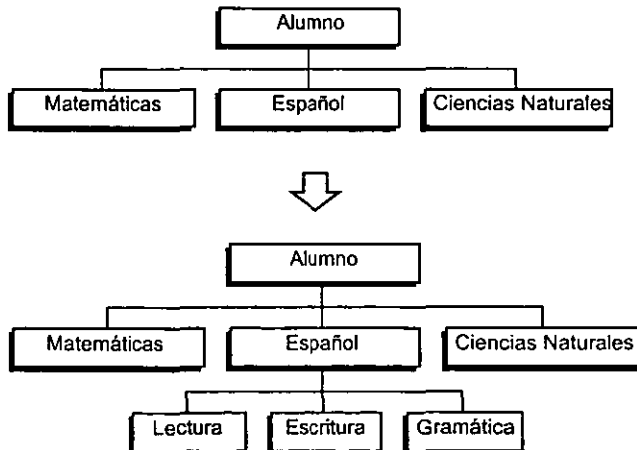 Alumno
Matemáticas
Español
Ciencias Naturales
Alumno
Matemáticas
Español
Ciencias Naturales
Lectura
Escritura
Gramática